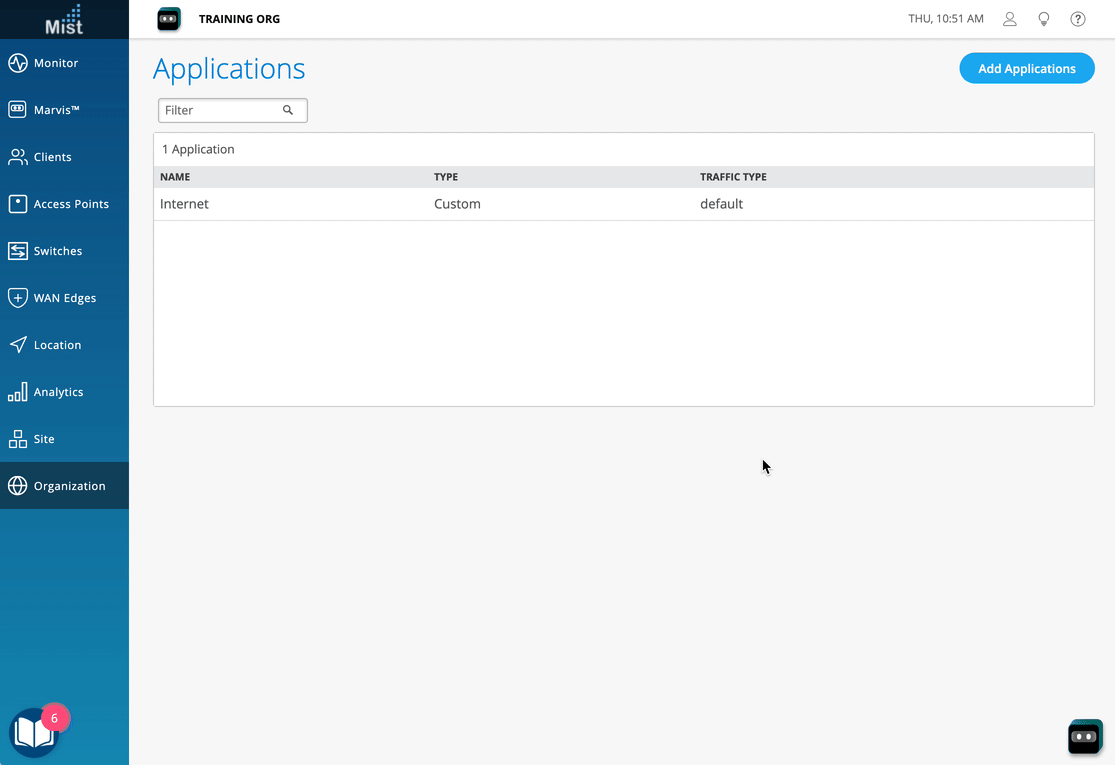 Mist
TRAINING ORG
THU, 10:51 AM
?
Monitor
Marvis™
Clients
Access Points
Switches
WAN Edges
Location
Analytics
Site
Organization
6
Applications
Add Applications
Filter
1 Application
NAME TYPE TRAFFIC TYPE
Internet Custom default